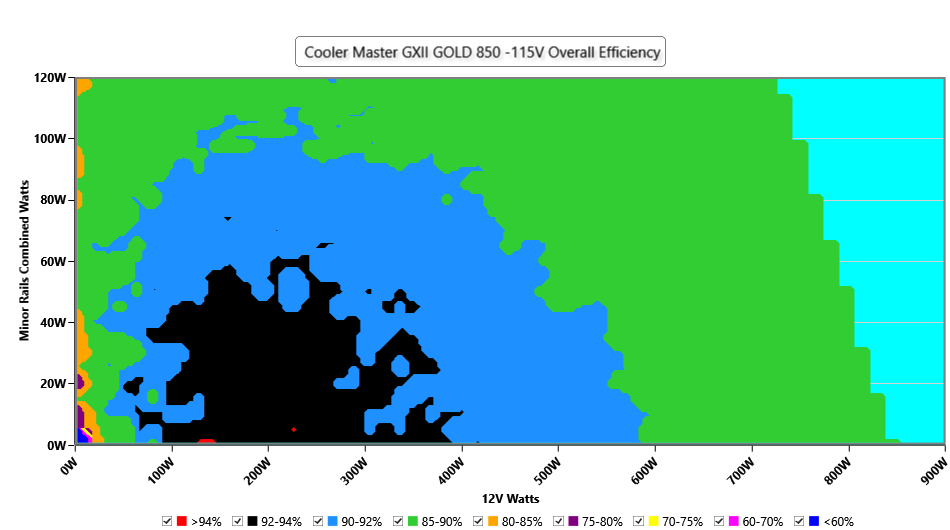 Cooler Master GXII GOLD 850 -115V Overall Efficiency
120W
100W
80W
60W
40W
20W
0W
Minor Rails Combined Watts
0W 100W 200W 300W 400W 500W 600W 700W 800W 900W
12V Watts
>94% 92-94% 90-92% 85-90% 80-85% 75-80% 70-75% 60-70% <60%